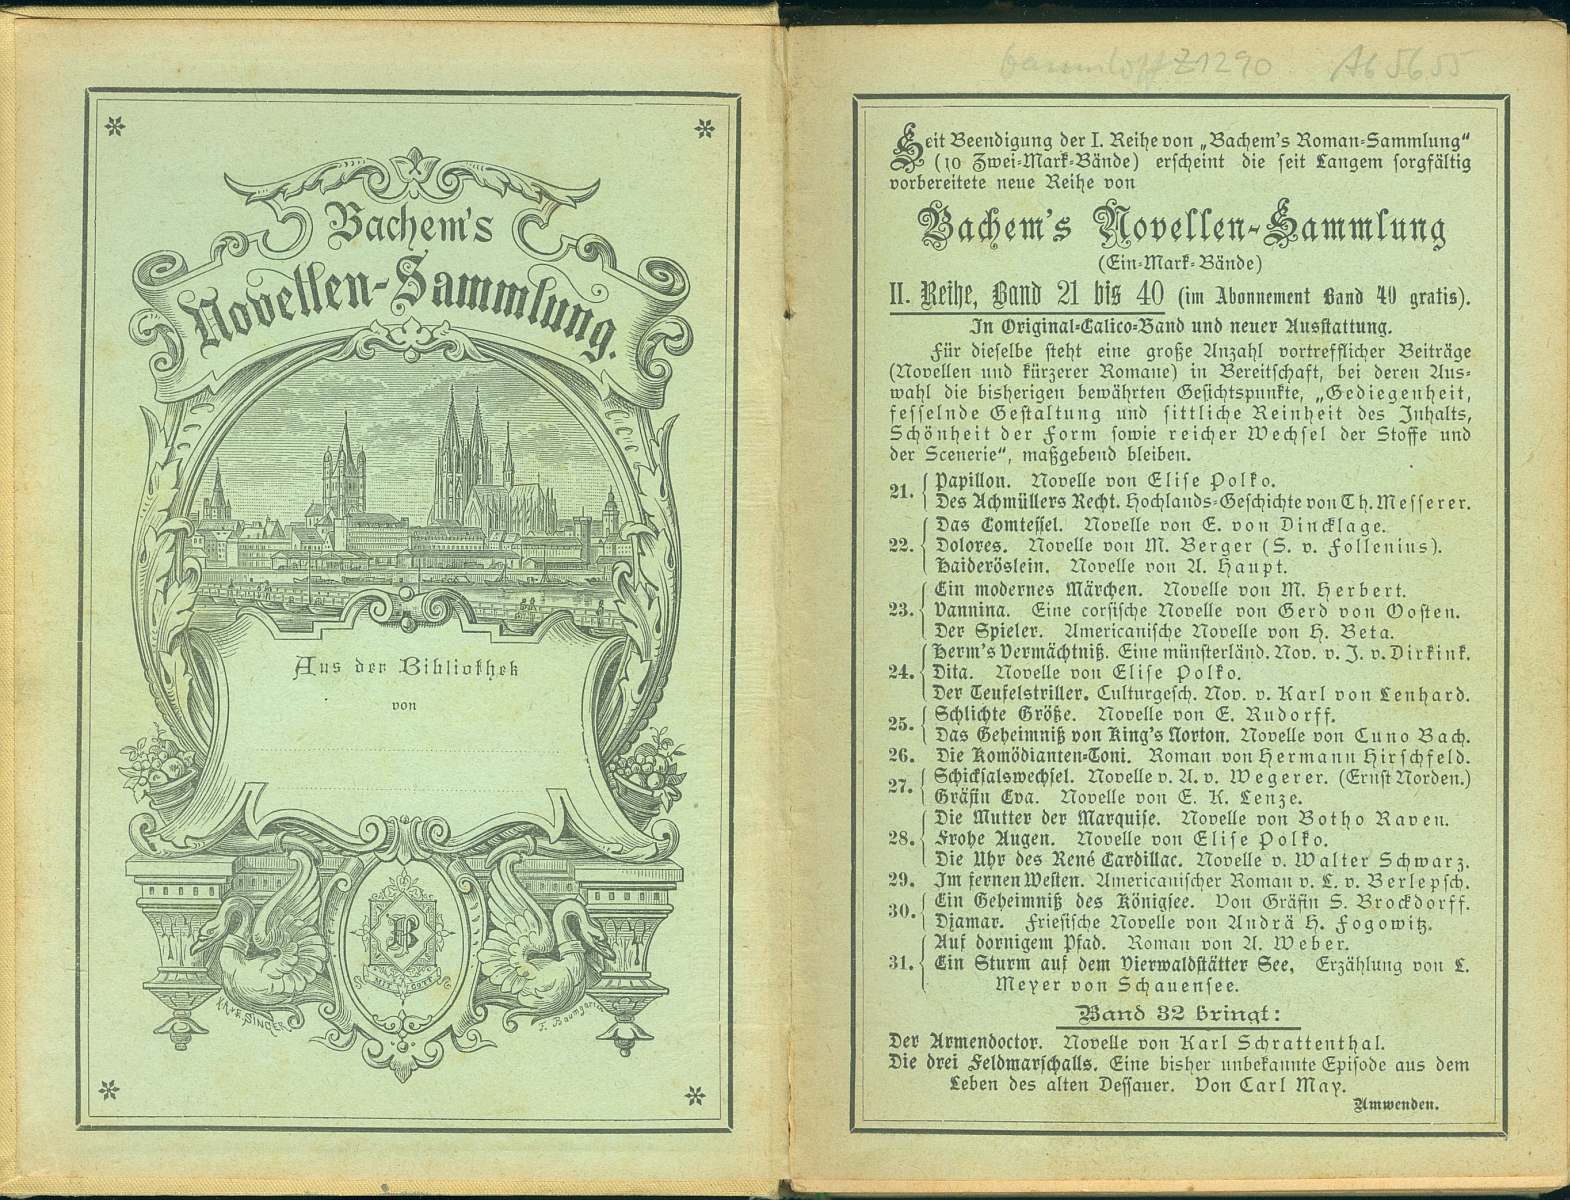 Bachem's
Novellen-Sammlung.
Aus der Bibliothek
von
B
MIT GOTT
K.A.v.E. SINGER
F. Baumgarten
Z1290 A6 5655
Seit Beendigung der I. Reihe von „Bachem's Roman-Sammlung“
(10 Zwei-Mark-Bände) erscheint die seit Langem sorgfältig
vorbereitete neue Reihe von
Bachem's Novellen-Sammlung
(Ein-Mark-Bände)
II. Reihe, Band 21 bis 40 (im Abonnement Band 40 gratis).
In Original-Calico-Band und neuer Ausstattung.
Für dieselbe steht eine große Anzahl vortrefflicher Beiträge
(Novellen und kürzerer Romane) in Bereitschaft, bei deren Aus-
wahl die bisherigen bewährten Gesichtspunkte, „Gediegenheit,
fesselnde Gestaltung und sittliche Reinheit des Inhalts,
Schönheit der Form sowie reicher Wechsel der Stoffe und
der Scenerie“, maßgebend bleiben.
21. Papillon. Novelle von Elise Polko.
Des Achmüllers Recht. Hochlands-Geschichte von Th. Messerer.
22. Das Comtessel. Novelle von E. von Dincklage.
Dolores. Novelle von M. Berger (S. v. Follenius).
Haideröslein. Novelle von A. Haupt.
23. Ein modernes Märchen. Novelle von M. Herbert.
Vannina. Eine corsische Novelle von Gerd von Oosten.
Der Spieler. Americanische Novelle von H. Beta.
24. Herm's Vermächtniß. Eine münsterländ. Nov. v. J. v. Dirkink.
Dita. Novelle von Elise Polko.
Der Teufelstriller. Culturgesch. Nov. v. Karl von Lenhard.
25. Schlichte Größe. Novelle von E. Rudorff.
Das Geheimniß von King's Norton. Novelle von Cuno Bach.
26. Die Komödianten-Toni. Roman von Hermann Hirschfeld.
27. Schicksalswechsel. Novelle v. A. v. Wegerer. (Ernst Norden.)
Gräfin Eva. Novelle von E. K. Lenze.
28. Die Mutter der Marquise. Novelle von Botho Raven.
Frohe Augen. Novelle von Elise Polko.
Die Uhr des René Cardillac. Novelle v. Walter Schwarz.
29. Im fernen Westen. Americanischer Roman v. L. v. Berlepsch.
30. Ein Geheimniß des Königsee. Von Gräfin S. Brockdorff.
Djamar. Friesische Novelle von Andrä H. Fogowitz.
31. Auf dornigem Pfad. Roman von A. Weber.
Ein Sturm auf dem Vierwaldstätter See, Erzählung von L.
Meyer von Schauensee.
Band 32 bringt:
Der Armendoctor. Novelle von Karl Schrattenthal.
Die drei Feldmarschalls. Eine bisher unbekannte Episode aus dem
Leben des alten Dessauer. Von Carl May.
Umwenden.